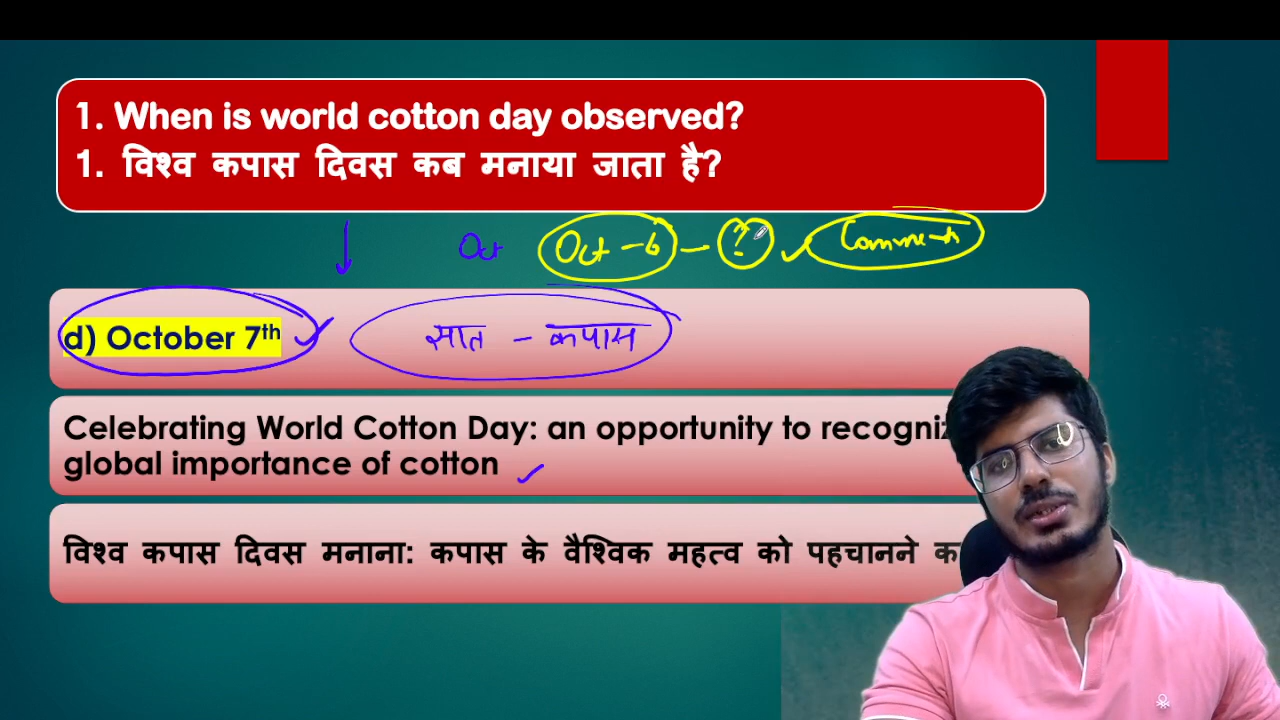 1. When is world cotton day observed?
1. विश्व कपास दिवस कब मनाया जाता है?
Oct Oct - 6 - ? Comment
d) October 7th सात - कपास
Celebrating World Cotton Day: an opportunity to
global importance of cotton
विश्व कपास दिवस मनाना: कपास के वैश्विक महत्व को पहचानने